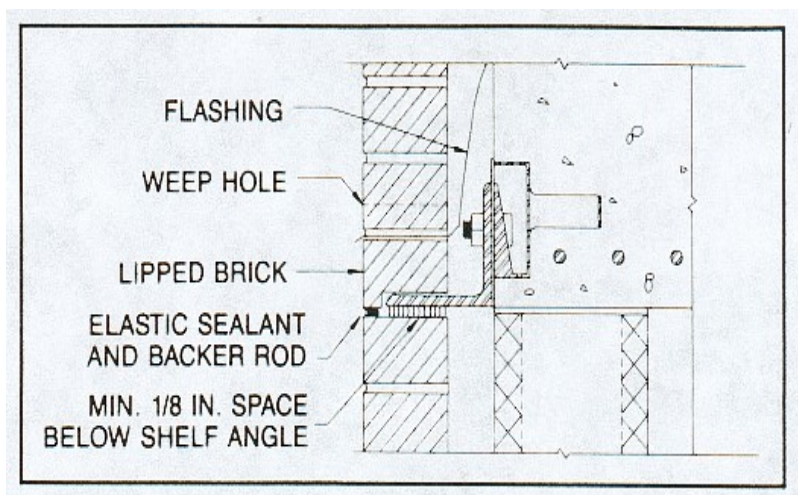 FLASHING
WEEP HOLE
LIPPED BRICK
ELASTIC SEALANT
AND BACKER ROD
MIN. 1/8 IN. SPACE
BELOW SHELF ANGLE